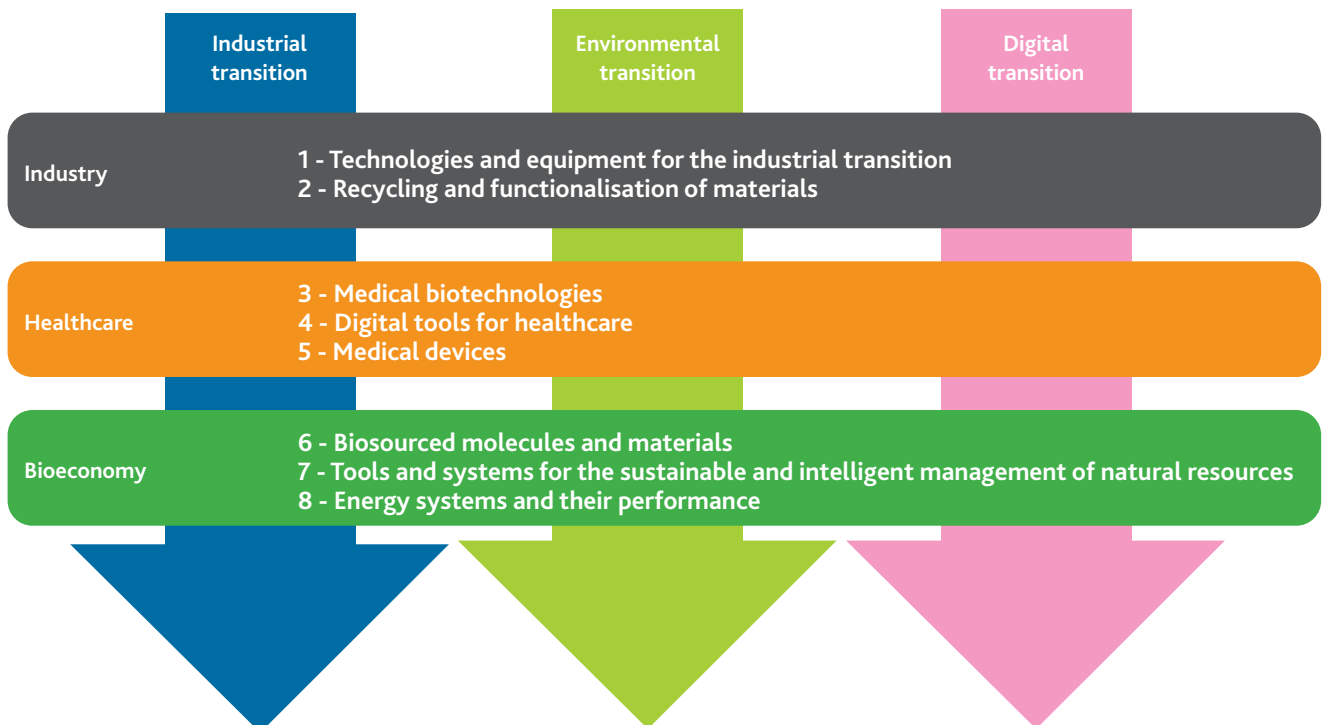 Industrial
transition
Environmental
transition
Digital
transition
Industry
1 - Technologies and equipment for the industrial transition
2 - Recycling and functionalisation of materials
Healthcare
3 - Medical biotechnologies
4 - Digital tools for healthcare
5 - Medical devices
Bioeconomy
6 - Biosourced molecules and materials
7 - Tools and systems for the sustainable and intelligent management of natural resources
8 - Energy systems and their performance